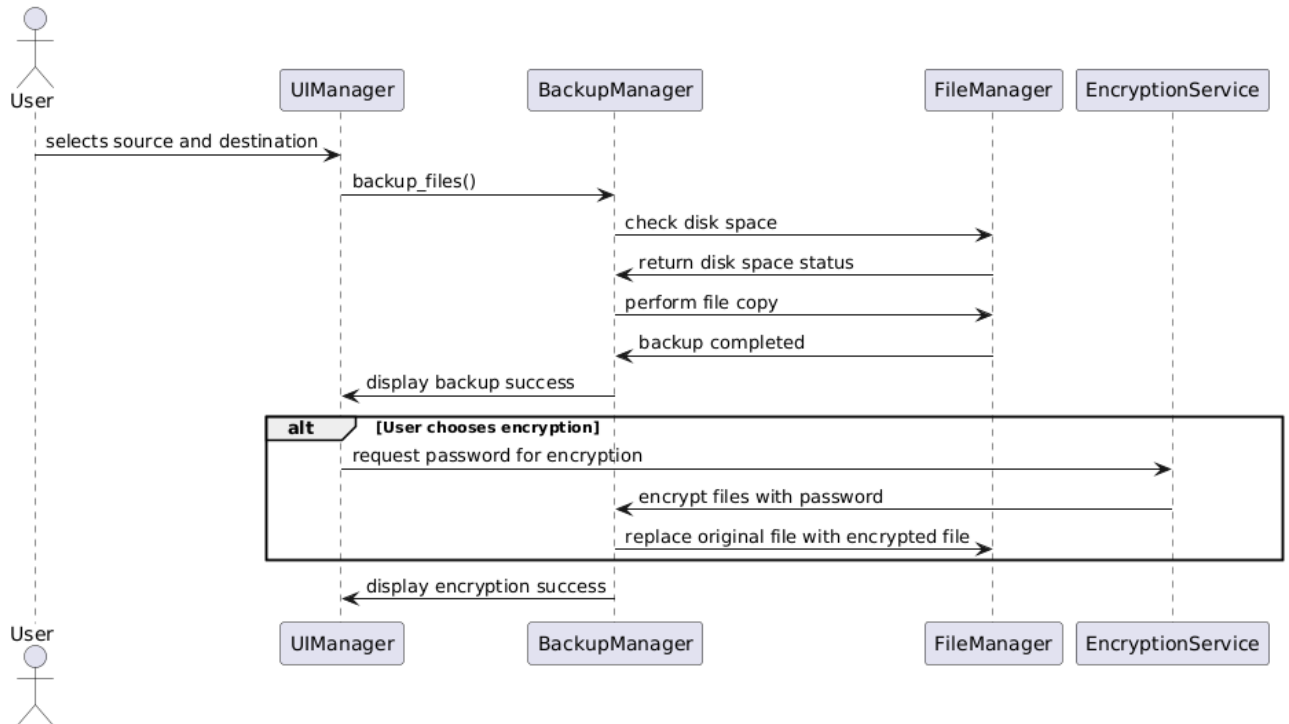 User
UIManager
BackupManager
FileManager
EncryptionService
selects source and destination
backup_files()
check disk space
return disk space status
perform file copy
backup completed
display backup success
alt
[User chooses encryption]
request password for encryption
encrypt files with password
replace original file with encrypted file
display encryption success
User
UIManager
BackupManager
FileManager
EncryptionService